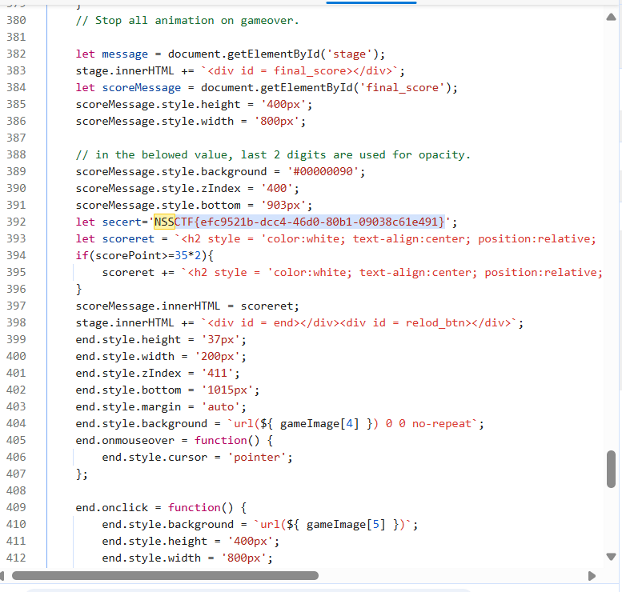 380 // Stop all animation on gameover.
381
382 let message = document.getElementById('stage');
383 stage.innerHTML += `<div id = final_score></div>`;
384 let scoreMessage = document.getElementById('final_score');
385 scoreMessage.style.height = '400px';
386 scoreMessage.style.width = '800px';
387
388 // in the belowed value, last 2 digits are used for opacity.
389 scoreMessage.style.background = '#00000090';
390 scoreMessage.style.zIndex = '400';
391 scoreMessage.style.bottom = '903px';
392 let secert='NSSCTF{efc9521b-dcc4-46d0-80b1-09038c61e491}';
393 let scoreret = `<h2 style = 'color:white; text-align:center; position:relative;
394 if(scorePoint>=35*2){
395 scoreret += `<h2 style = 'color:white; text-align:center; position:relative;
396 }
397 scoreMessage.innerHTML = scoreret;
398 stage.innerHTML += `<div id = end></div><div id = relod_btn></div>`;
399 end.style.height = '37px';
400 end.style.width = '200px';
401 end.style.zIndex = '411';
402 end.style.bottom = '1015px';
403 end.style.margin = 'auto';
404 end.style.background = `url(${ gameImage[4] }) 0 0 no-repeat`;
405 end.onmouseover = function() {
406 end.style.cursor = 'pointer';
407 };
408
409 end.onclick = function() {
410 end.style.background = `url(${ gameImage[5] })`;
411 end.style.height = '400px';
412 end.style.width = '800px';